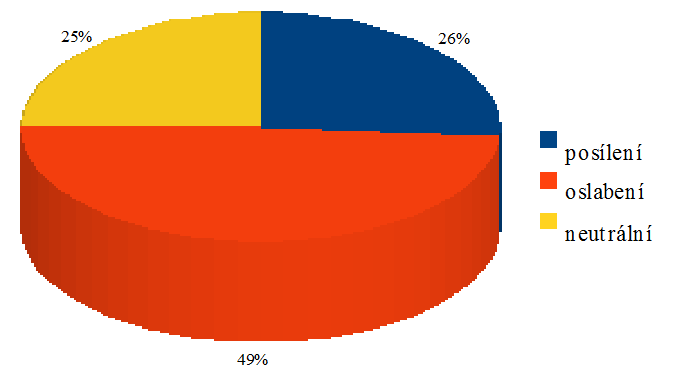 25%
26%
posílení
oslabení
neutrální
49%